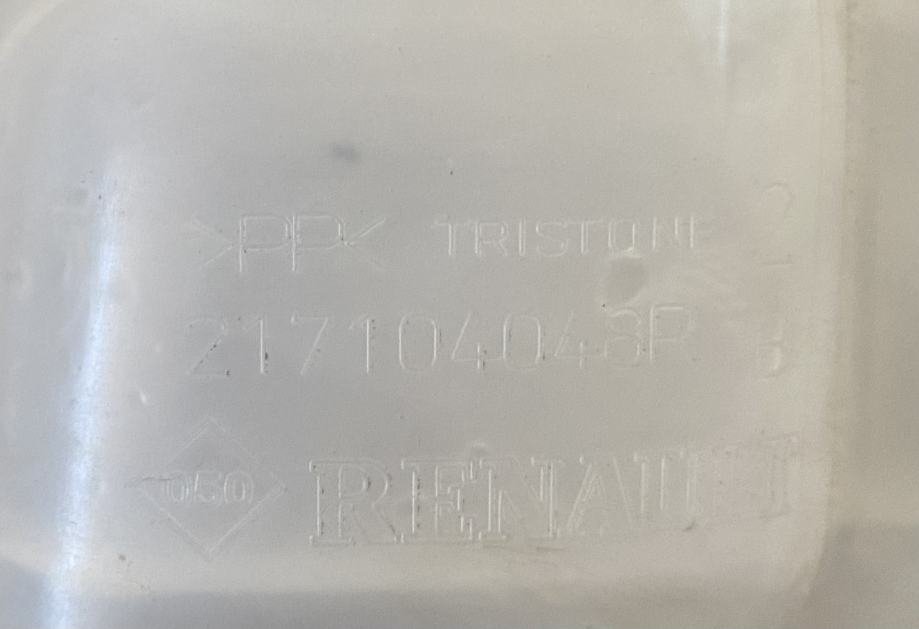 >PP< TRISTONE
217104048R
050 RENAULT